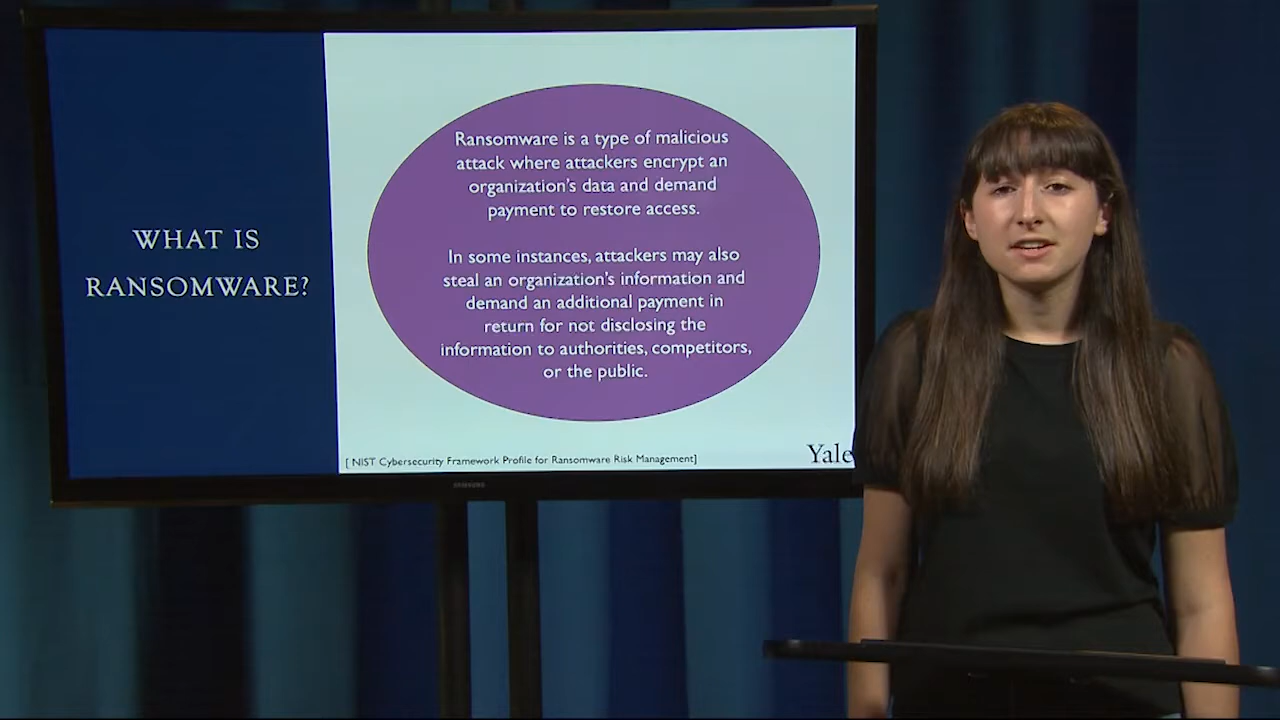 WHAT IS
RANSOMWARE?
Ransomware is a type of malicious
attack where attackers encrypt an
organization's data and demand
payment to restore access.
In some instances, attackers may also
steal an organization's information and
demand an additional payment in
return for not disclosing the
information to authorities, competitors,
or the public.
[ NIST Cybersecurity Framework Profile for Ransomware Risk Management]
Yale
SAMSUNG